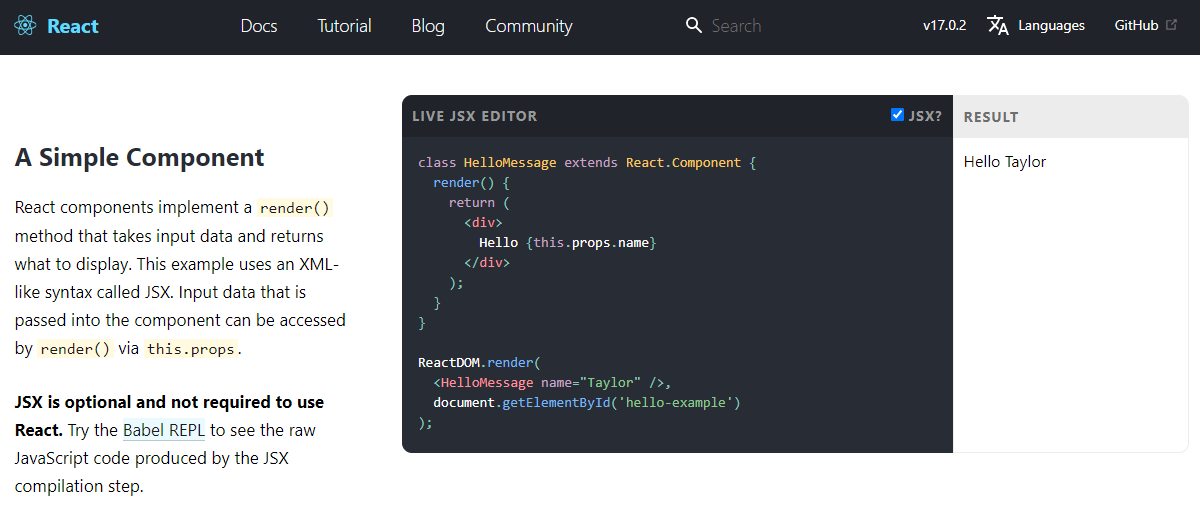 React
Docs
Tutorial
Blog
Community
Search
v17.0.2
Languages
GitHub
A Simple Component
React components implement a render()
method that takes input data and returns
what to display. This example uses an XML-
like syntax called JSX. Input data that is
passed into the component can be accessed
by render() via this.props.
JSX is optional and not required to use
React. Try the Babel REPL to see the raw
JavaScript code produced by the JSX
compilation step.
LIVE JSX EDITOR
JSX?
class HelloMessage extends React.Component {
  render() {
    return (
      <div>
        Hello {this.props.name}
      </div>
    );
  }
}
ReactDOM.render(
  <HelloMessage name="Taylor" />,
  document.getElementById('hello-example')
);
RESULT
Hello Taylor